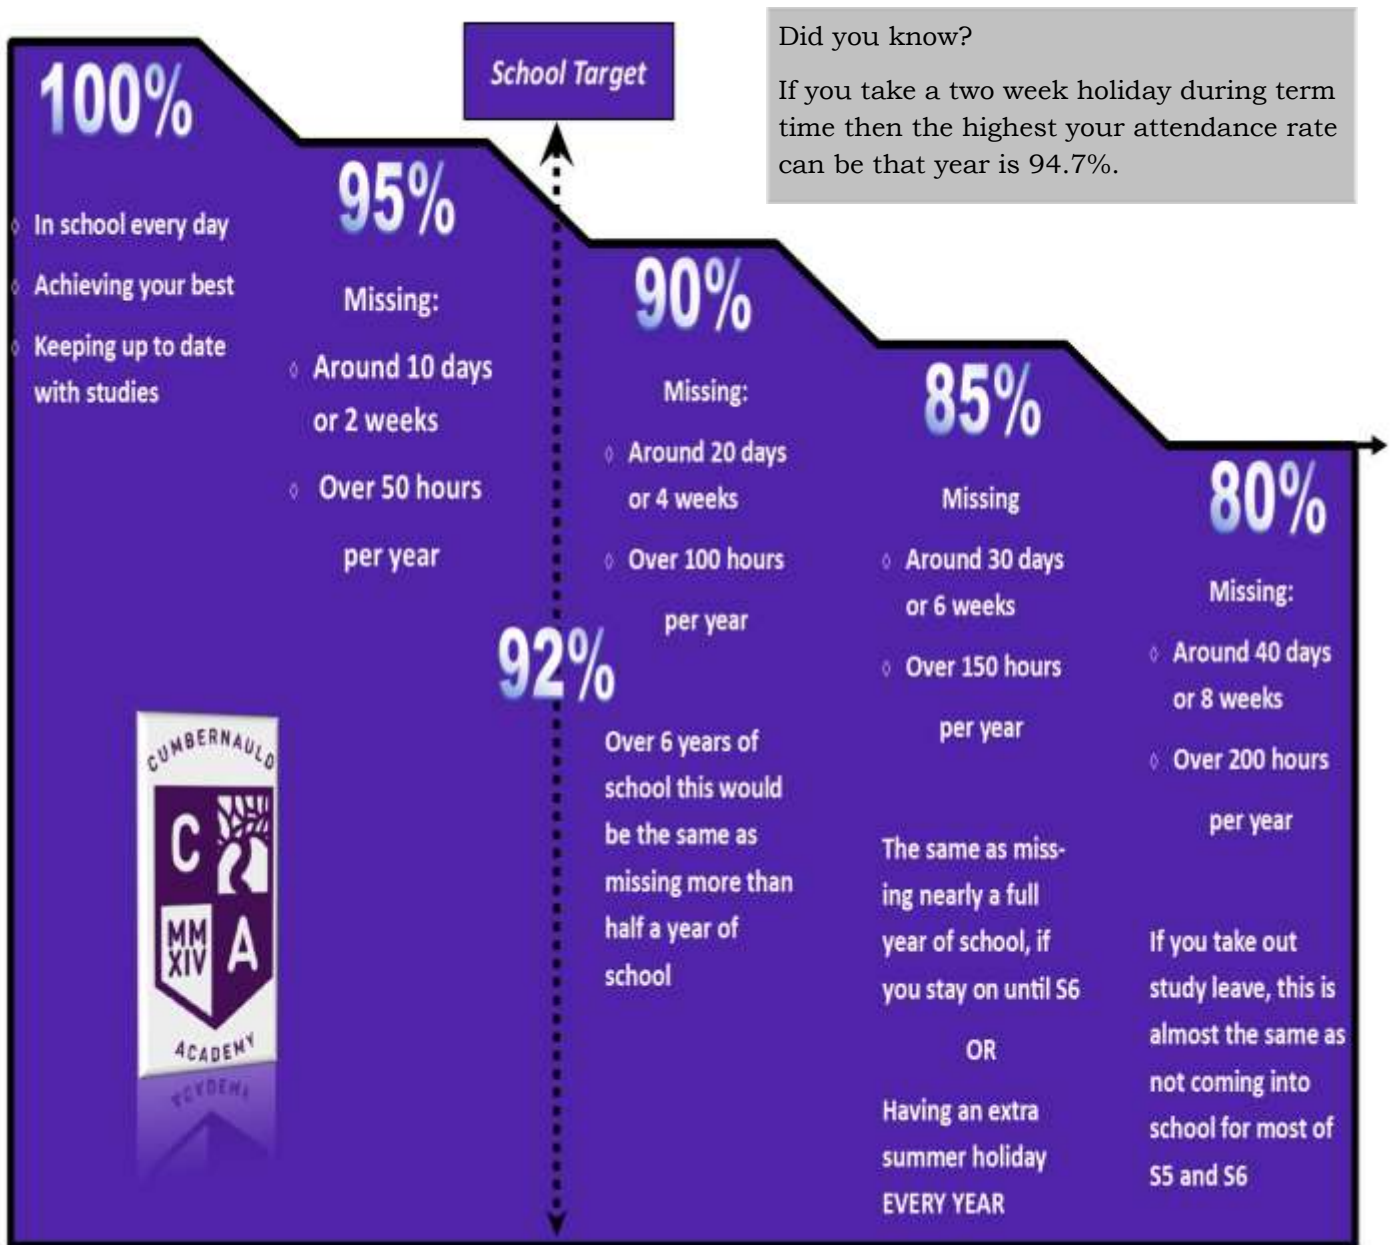 School Target
Did you know?
If you take a two week holiday during term
time then the highest your attendance rate
can be that year is 94.7%.
100%
◊ In school every day
◊ Achieving your best
◊ Keeping up to date
with studies
95%
Missing:
◊ Around 10 days
or 2 weeks
◊ Over 50 hours
per year
92%
90%
Missing:
◊ Around 20 days
or 4 weeks
◊ Over 100 hours
per year
Over 6 years of
school this would
be the same as
missing more than
half a year of
school
85%
Missing
◊ Around 30 days
or 6 weeks
◊ Over 150 hours
per year
The same as miss-
ing nearly a full
year of school, if
you stay on until S6
OR
Having an extra
summer holiday
EVERY YEAR
80%
Missing:
◊ Around 40 days
or 8 weeks
◊ Over 200 hours
per year
If you take out
study leave, this is
almost the same as
not coming into
school for most of
S5 and S6
CUMBERNAULD
C
MM
XIV
A
ACADEMY